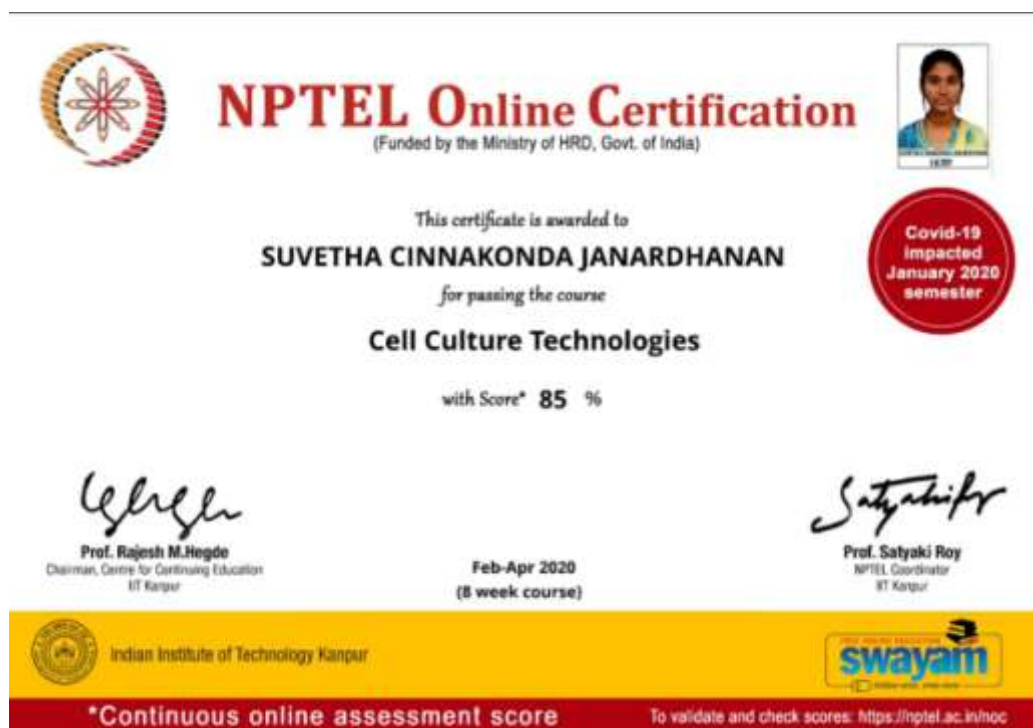 NPTEL Online Certification
(Funded by the Ministry of HRD, Govt. of India)
This certificate is awarded to
SUVETHA CINNAKONDA JANARDHANAN
for passing the course
Cell Culture Technologies
with Score* 85 %
Covid-19
impacted
January 2020
semester
Prof. Rajesh M.Hegde
Chairman, Centre for Continuing Education
IIT Kanpur
Feb-Apr 2020
(8 week course)
Prof. Satyaki Roy
NPTEL Coordinator
IIT Kanpur
Indian Institute of Technology Kanpur
FREE ONLINE EDUCATION
swayam
*Continuous online assessment score
To validate and check scores: https://nptel.ac.in/noc